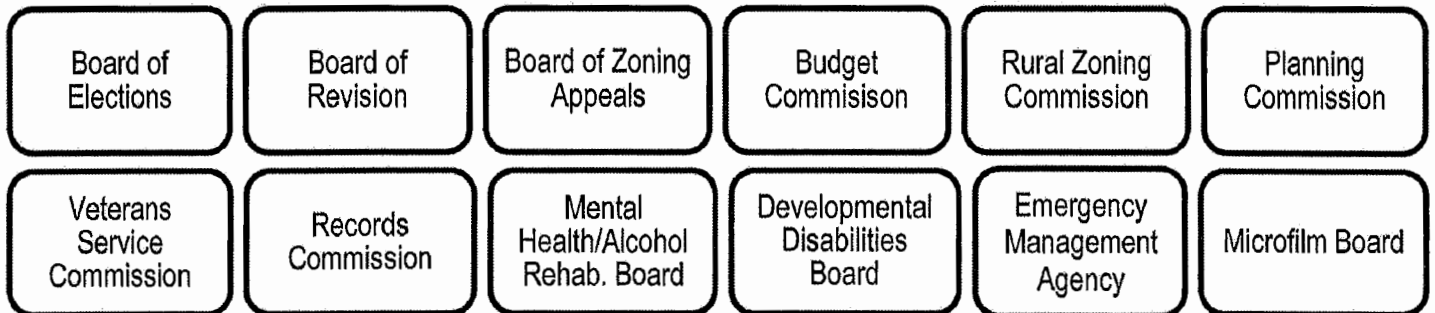 Board of
Elections
Board of
Revision
Board of Zoning
Appeals
Budget
Commisison
Rural Zoning
Commission
Planning
Commission
Veterans
Service
Commission
Records
Commission
Mental
Health/Alcohol
Rehab. Board
Developmental
Disabilities
Board
Emergency
Management
Agency
Microfilm Board